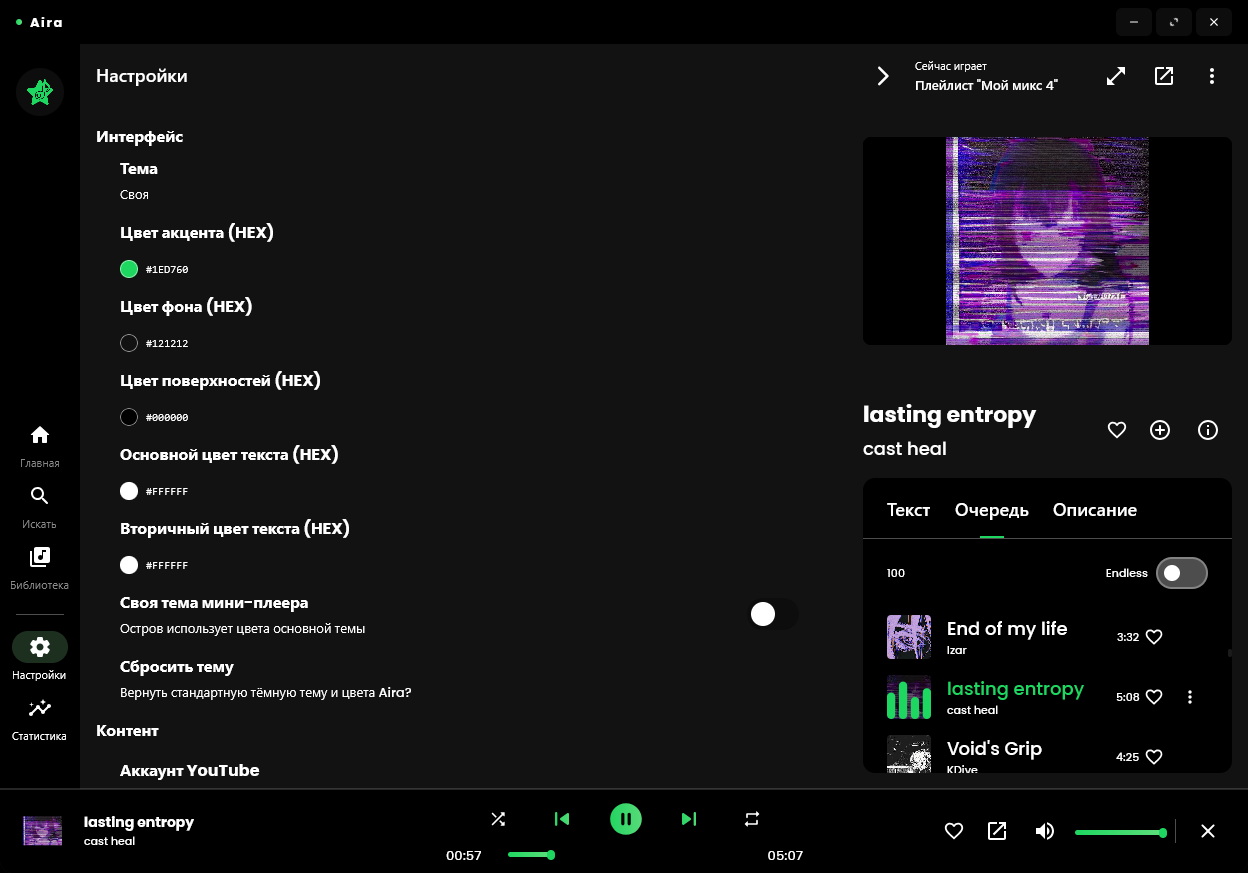 Aira
Настройки
Сейчас играет
Плейлист "Мой микс 4"
Интерфейс
Тема
Своя
Цвет акцента (HEX)
#1ED760
Цвет фона (HEX)
#121212
Цвет поверхностей (HEX)
#000000
Основной цвет текста (HEX)
#FFFFFF
Вторичный цвет текста (HEX)
#FFFFFF
Своя тема мини-плеера
Остров использует цвета основной темы
Сбросить тему
Вернуть стандартную тёмную тему и цвета Aira?
Контент
Аккаунт YouTube
Главная
Искать
Библиотека
Настройки
Статистика
lasting entropy
cast heal
Текст Очередь Описание
100 Endless
End of my life
Izar
3:32
lasting entropy
cast heal
5:08
Void's Grip
KDive
4:25
lasting entropy
cast heal
00:57 05:07